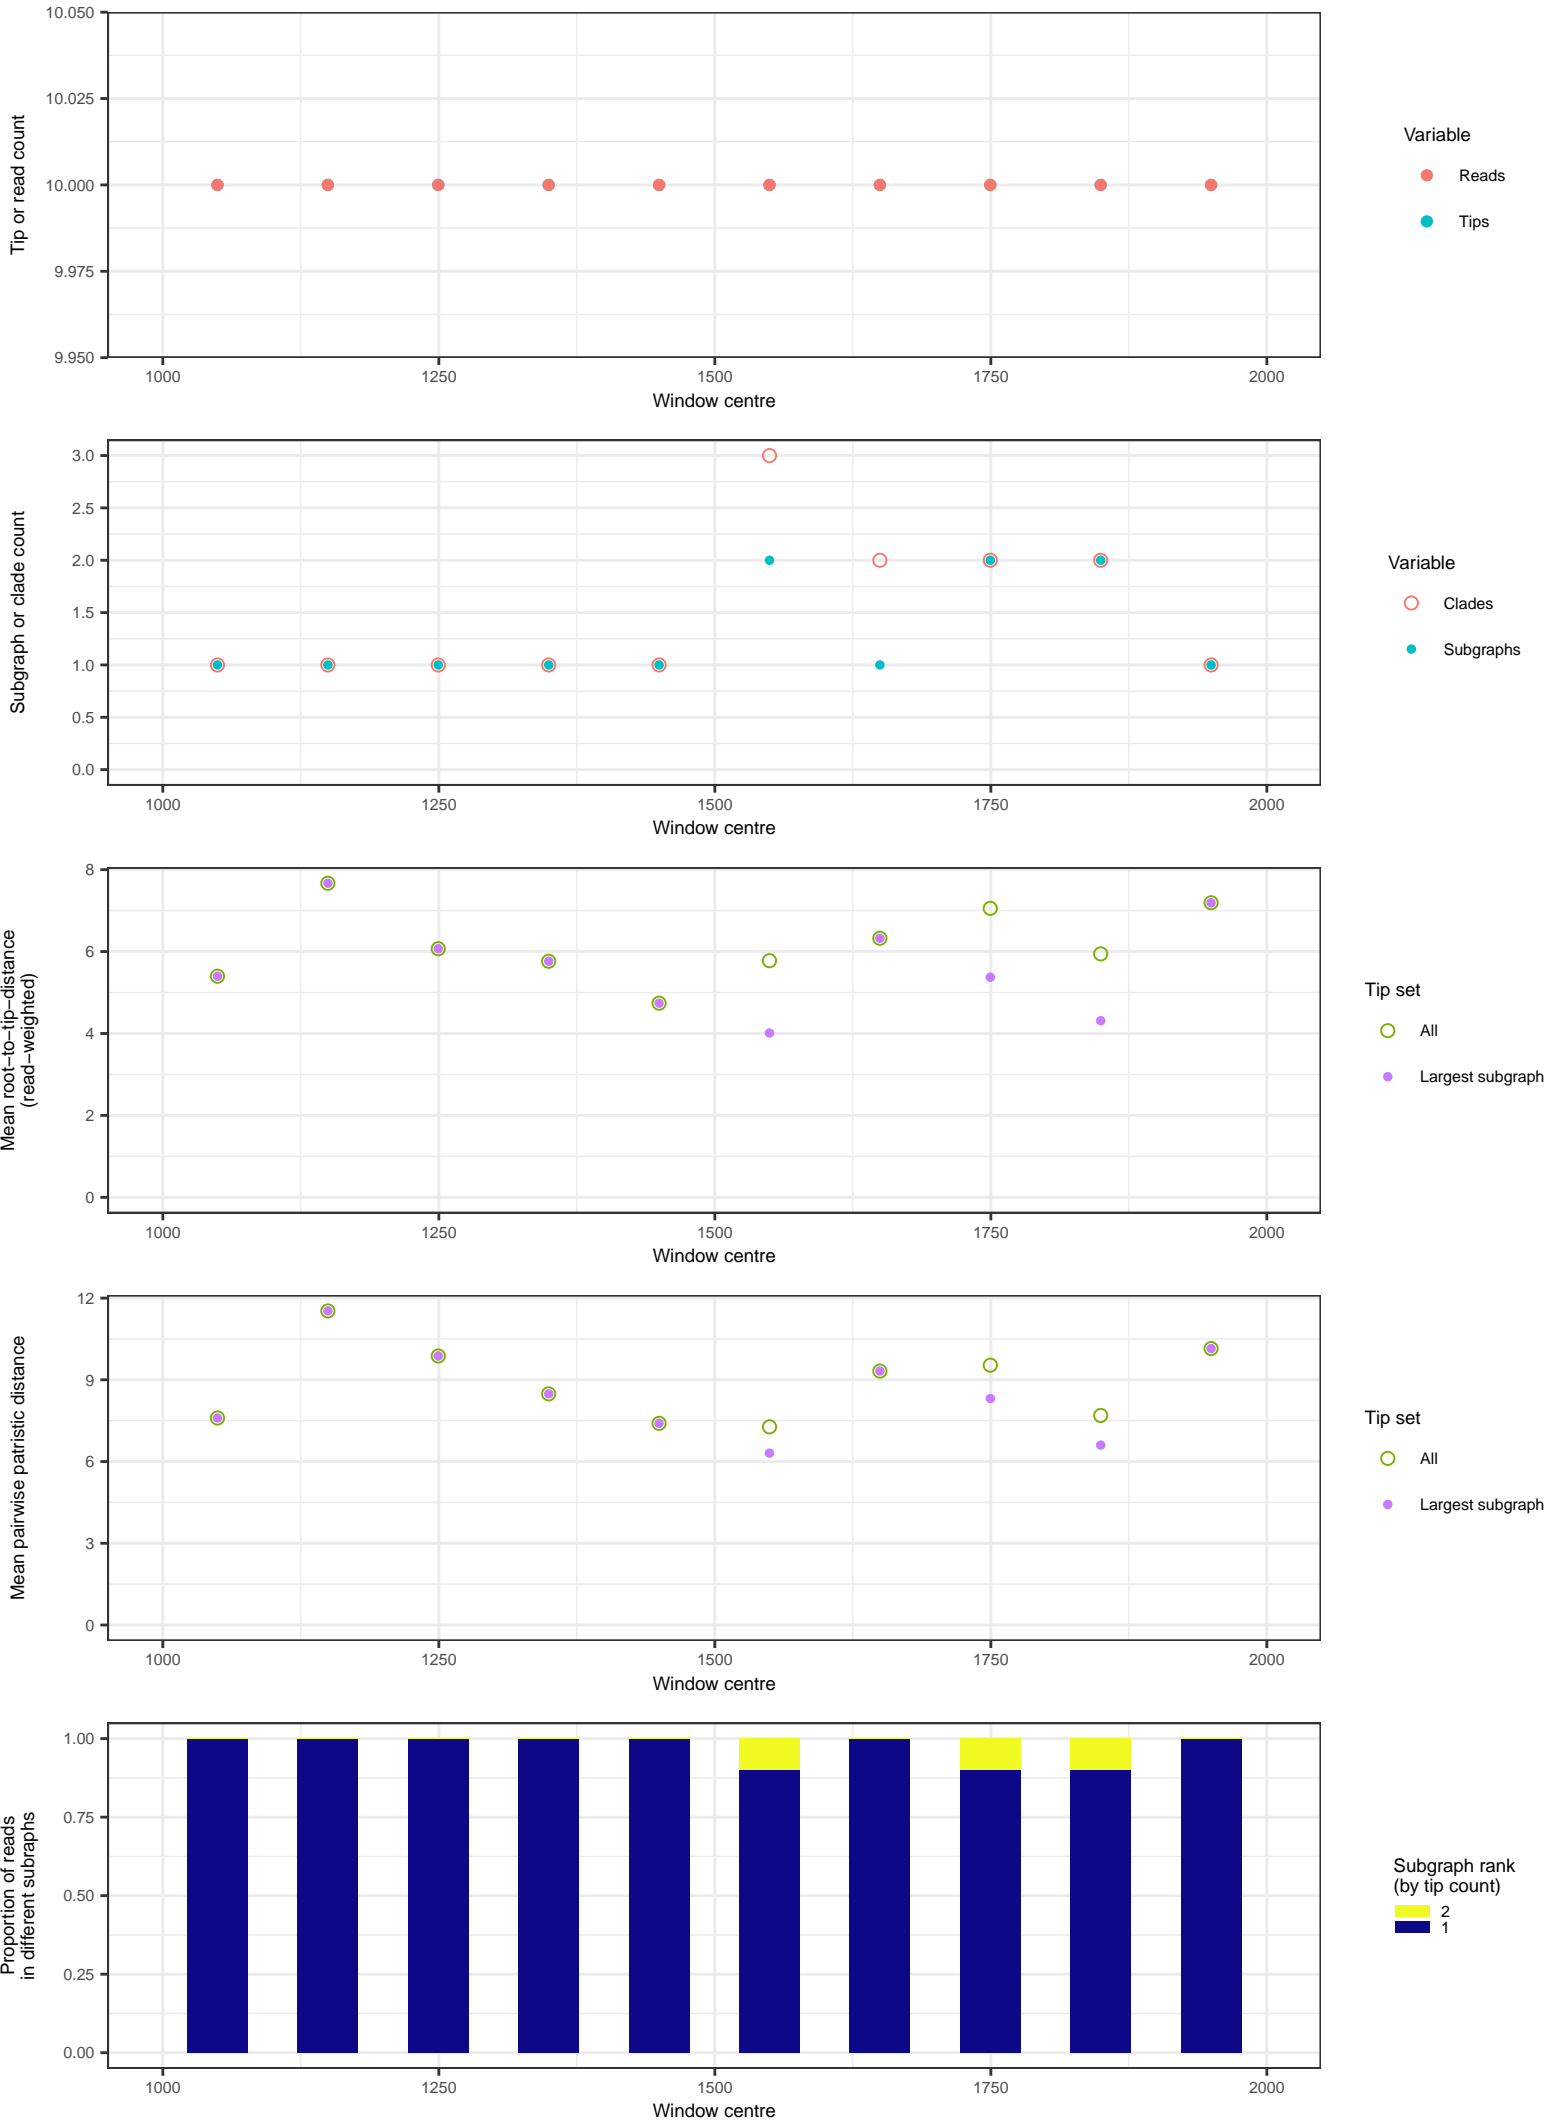 10.050
10.025
10.000
9.975
9.950
Tip or read count
1000 1250 1500 1750 2000
Window centre
Variable
Reads
Tips
3.0
2.5
2.0
1.5
1.0
0.5
0.0
Subgraph or clade count
1000 1250 1500 1750 2000
Window centre
Variable
Clades
Subgraphs
8
6
4
2
0
Mean root−to−tip−distance
(read−weighted)
1000 1250 1500 1750 2000
Window centre
Tip set
All
Largest subgraph
12
9
6
3
0
Mean pairwise patristic distance
1000 1250 1500 1750 2000
Window centre
Tip set
All
Largest subgraph
1.00
0.75
0.50
0.25
0.00
Proportion of reads
in different subraphs
1000 1250 1500 1750 2000
Window centre
Subgraph rank
(by tip count)
2
1